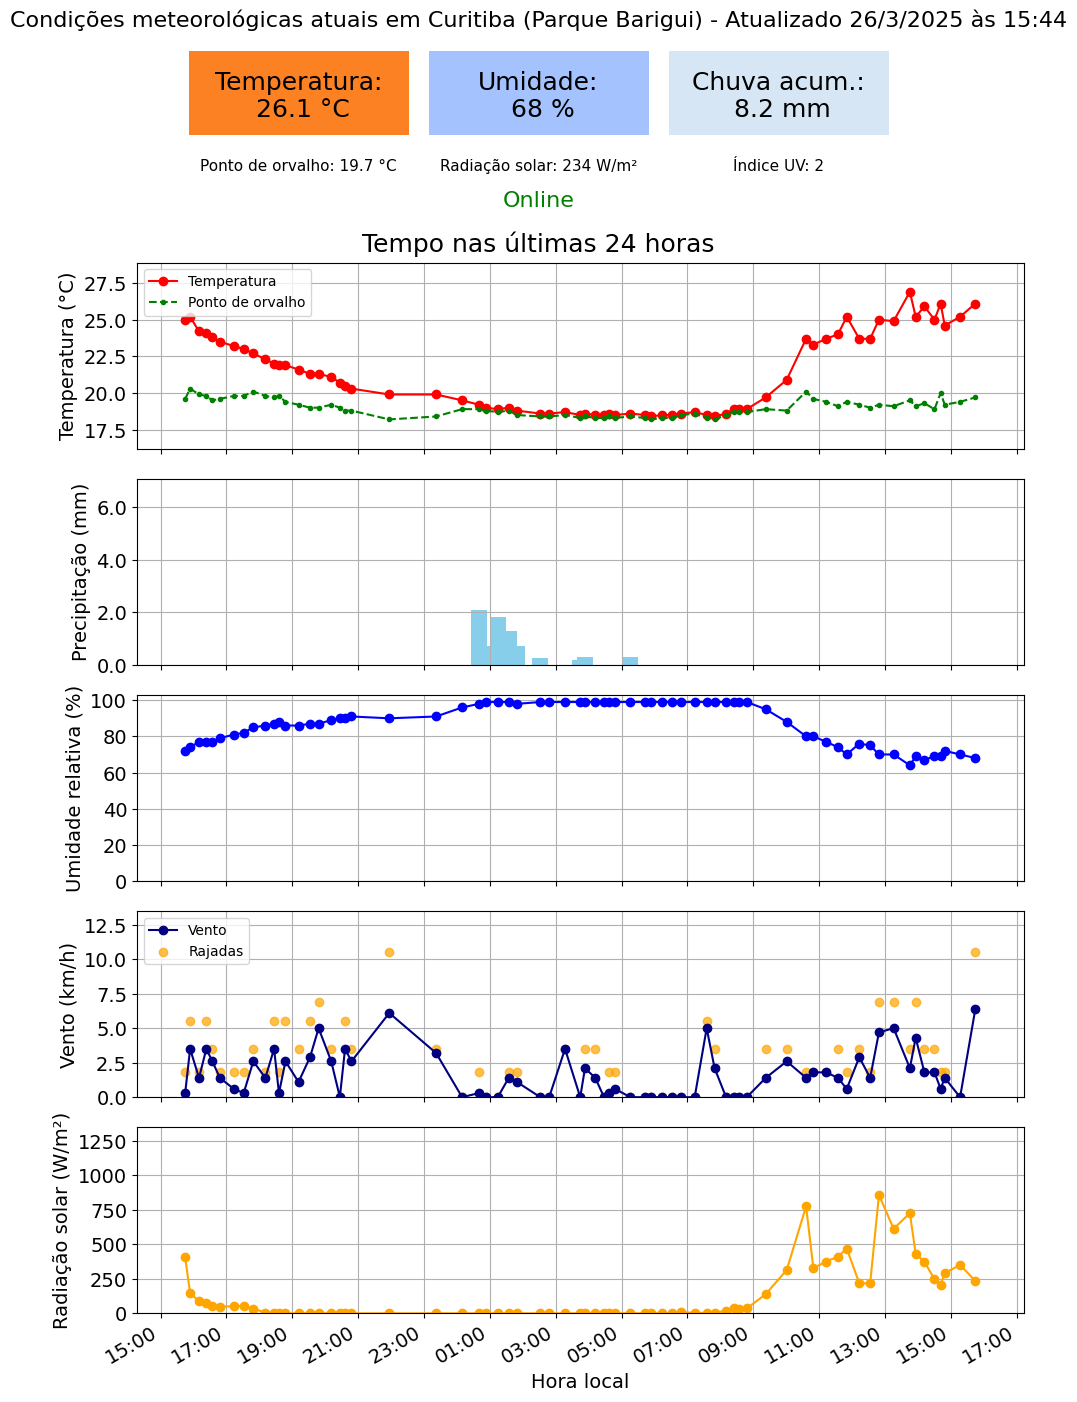 Condições meteorológicas atuais em Curitiba (Parque Barigui) - Atualizado 26/3/2025 às 15:44
Temperatura:
26.1 °C
Umidade:
68 %
Chuva acum.:
8.2 mm
Ponto de orvalho: 19.7 °C
Radiação solar: 234 W/m²
Índice UV: 2
Online
Tempo nas últimas 24 horas
Temperatura (°C)
27.5
25.0
22.5
20.0
17.5
Temperatura
Ponto de orvalho
Precipitação (mm)
6.0
4.0
2.0
0.0
Umidade relativa (%)
100
80
60
40
20
0
Vento (km/h)
12.5
10.0
7.5
5.0
2.5
0.0
Vento
Rajadas
Radiação solar (W/m²)
1250
1000
750
500
250
0
15:00
17:00
19:00
21:00
23:00
01:00
03:00
05:00
07:00
09:00
11:00
13:00
15:00
17:00
Hora local